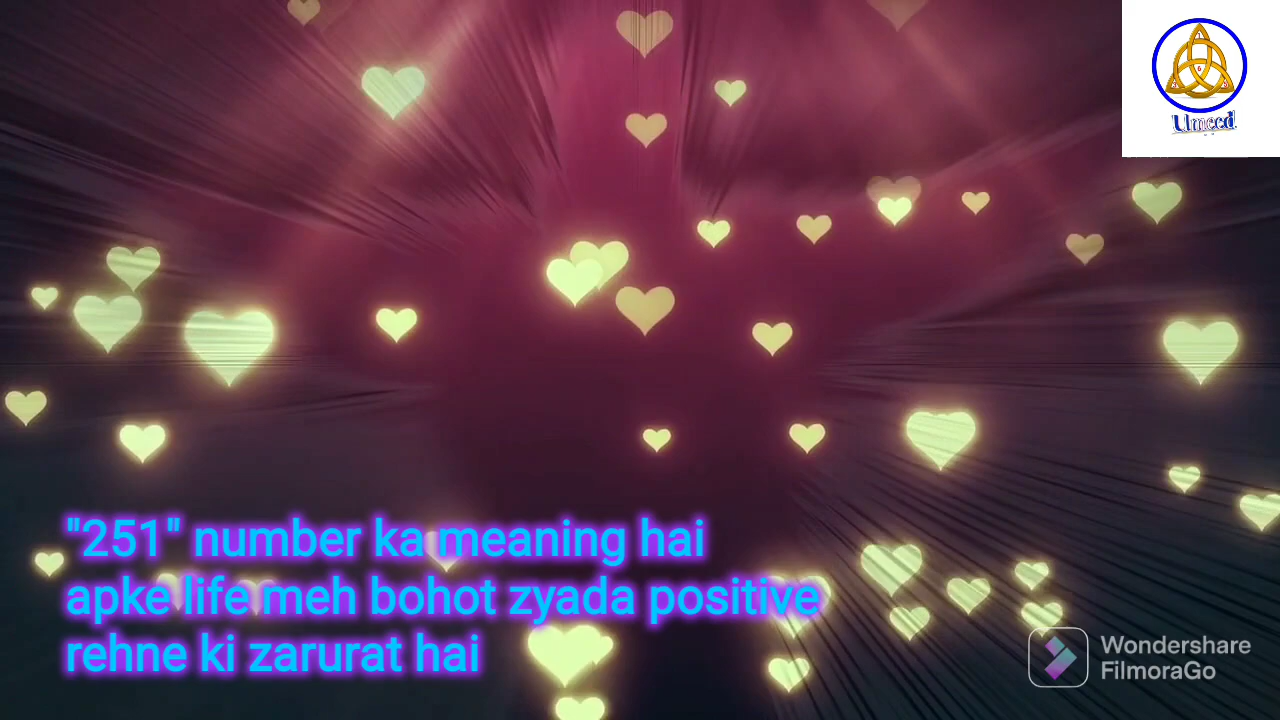 Umeed
"251" number ka meaning hai
apke life meh bohot zyada positive
rehne ki zarurat hai
Wondershare
FilmoraGo